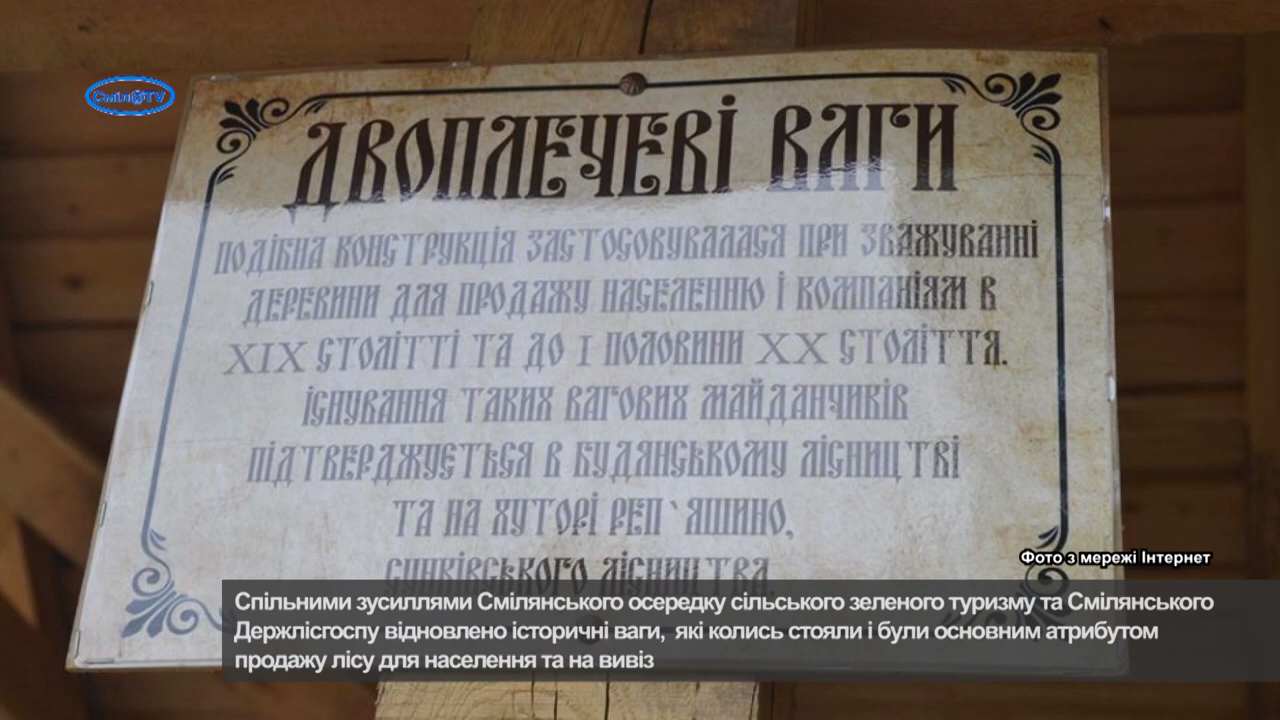 СмілаTV
ДВОПЛЕЧЕВІ ВАГИ
ПОДІБНА КОНСТРУКЦІЯ ЗАСТОСОВУВАЛАСЯ ПРИ ЗВАЖУВАННІ
ДЕРЕВИНИ ДЛЯ ПРОДАЖУ НАСЕЛЕННЮ І КОМПАНІЯМ В
XIX СТОЛІТТІ ТА ДО I ПОЛОВИНИ XX СТОЛІТТЯ.
ІСНУВАННЯ ТАКИХ ВАГОВИХ МАЙДАНЧИКІВ
ПІДТВЕРДЖУЄТЬСЯ В БУДЯНСЬКОМУ ЛІСНИЦТВІ
ТА НА ХУТОРІ РЕП`ЯШИНО,
ЛІСНИЦТВА.
Фото з мережі Інтернет
Спільними зусиллями Смілянського осередку сільського зеленого туризму та Смілянського
Держлісгоспу відновлено історичні ваги, які колись стояли і були основним атрибутом
продажу лісу для населення та на вивіз